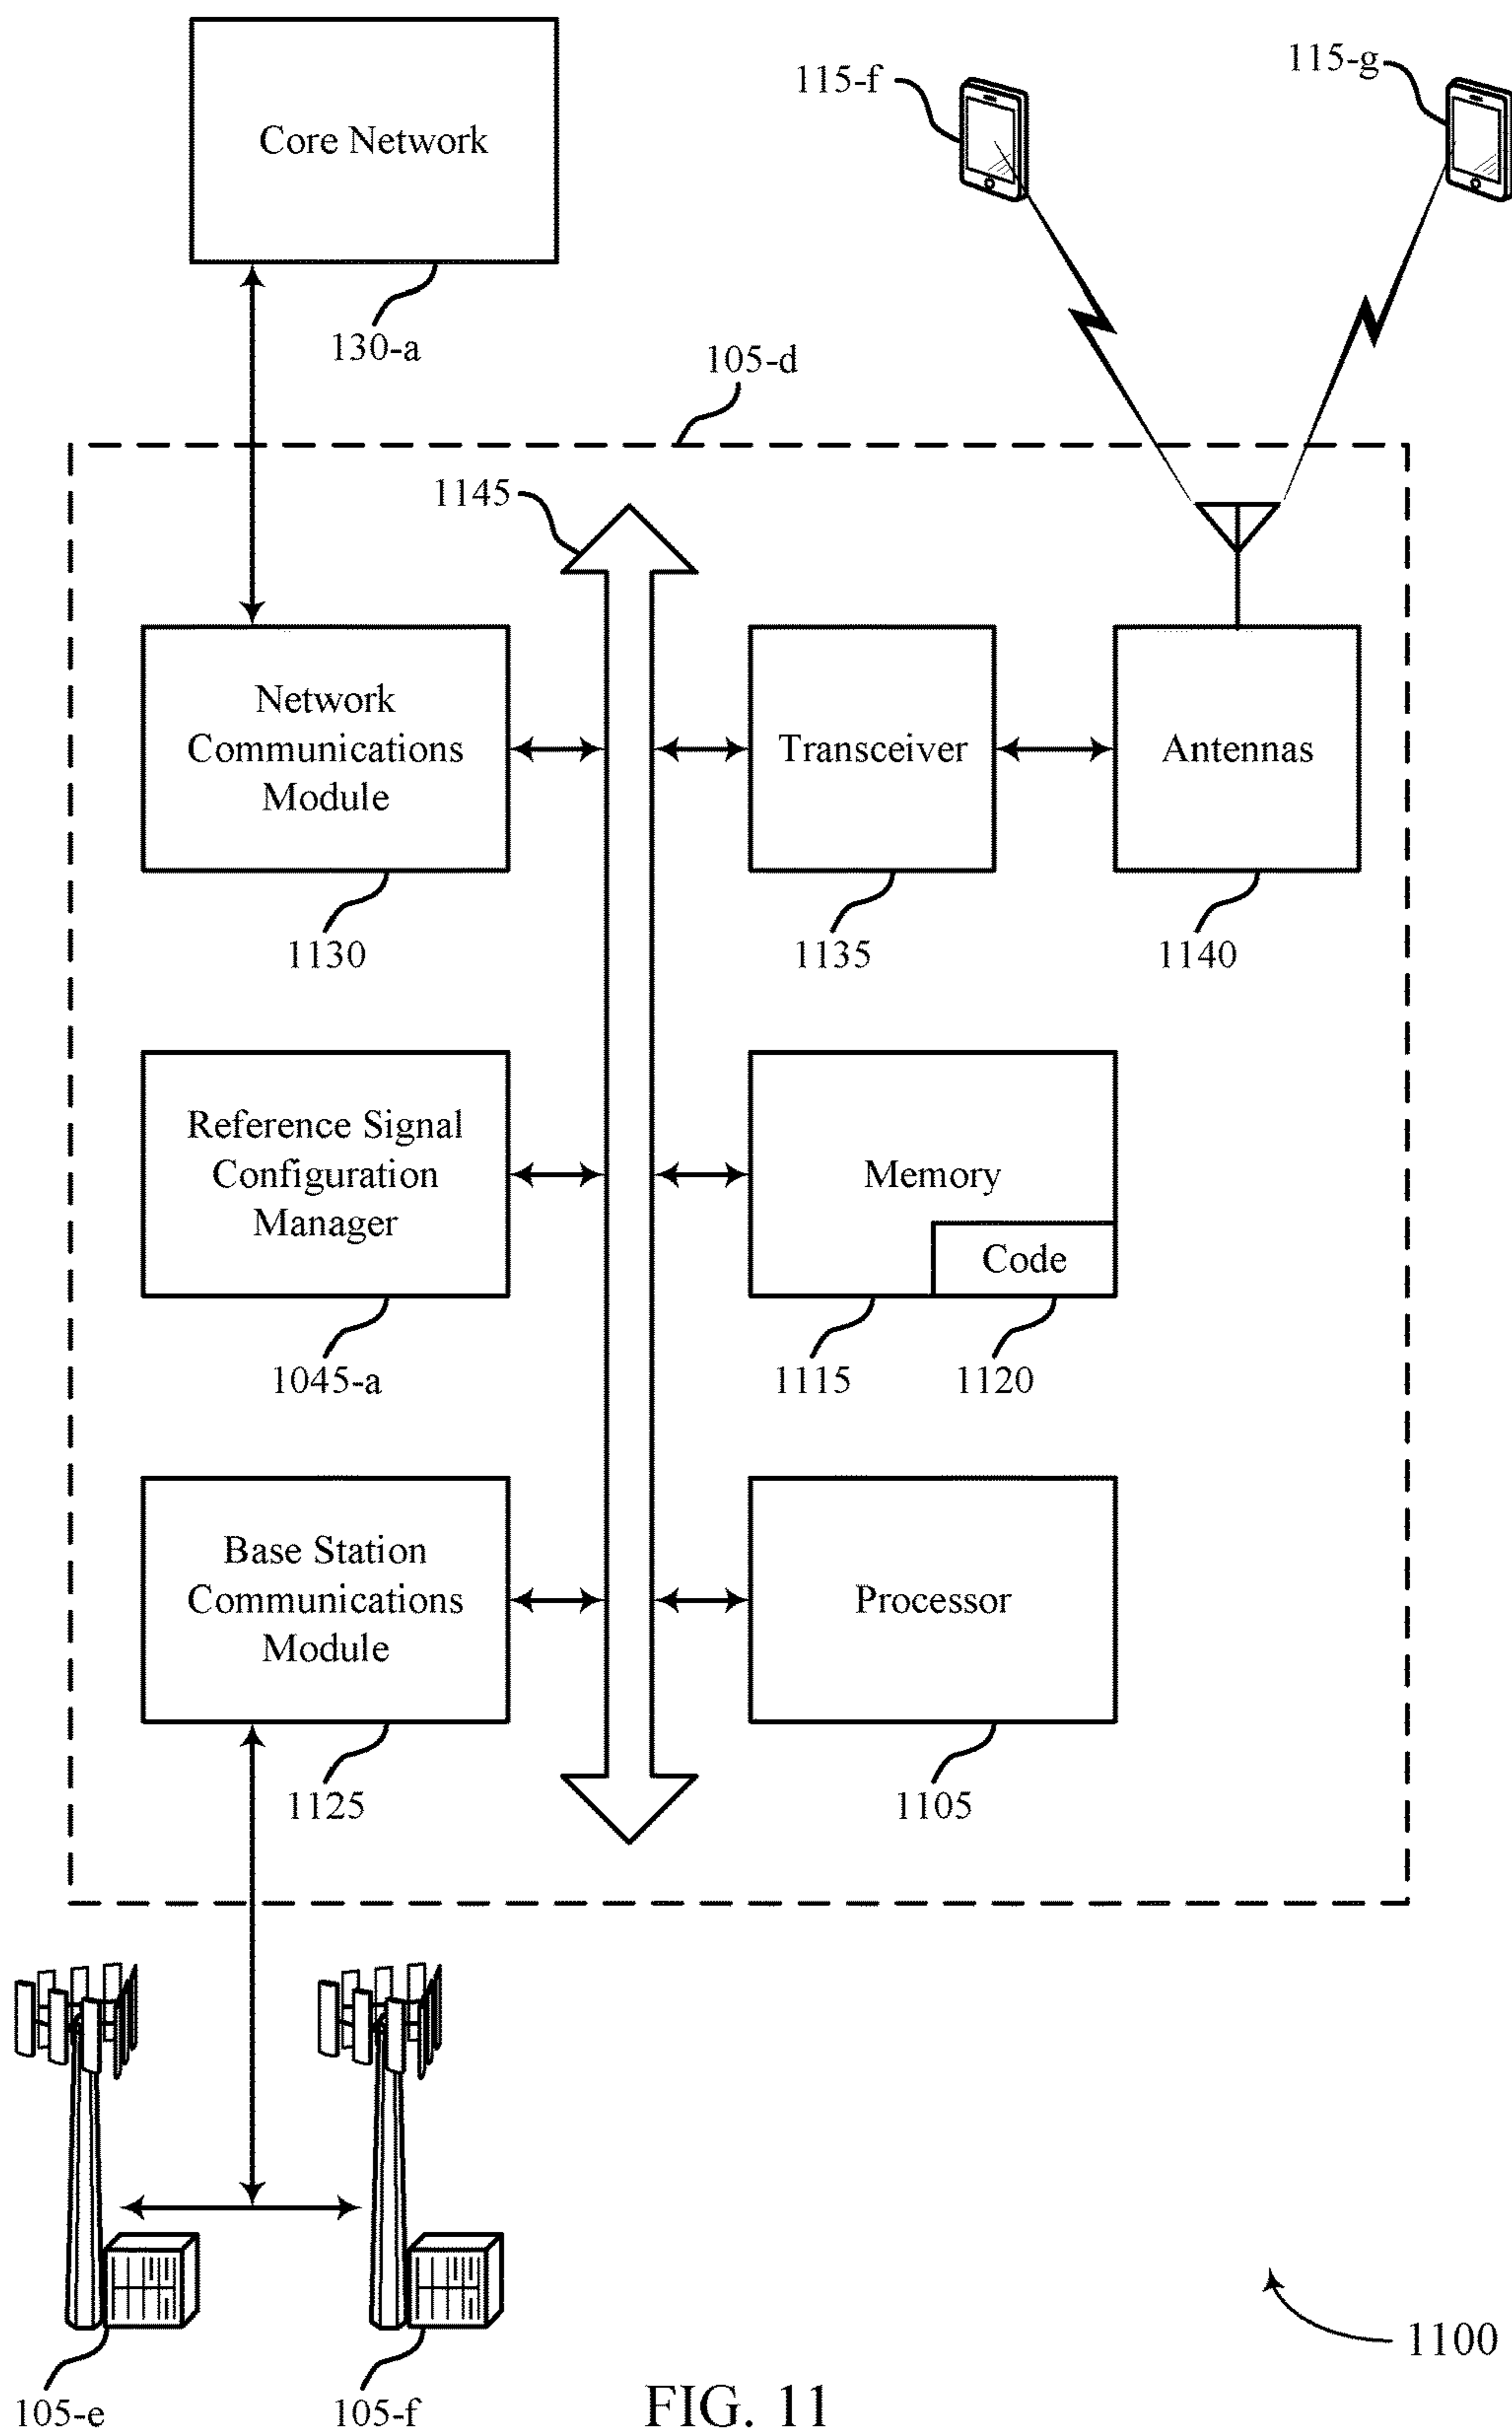 115-f
115-g
Core Network
130-a
105-d
1145
Network
Communications
Module
Transceiver
Antennas
1130
1135
1140
Reference Signal
Configuration
Manager
Memory
Code
1045-a
1115
1120
Base Station
Communications
Module
Processor
1125
1105
1100
105-e
105-f
FIG. 11